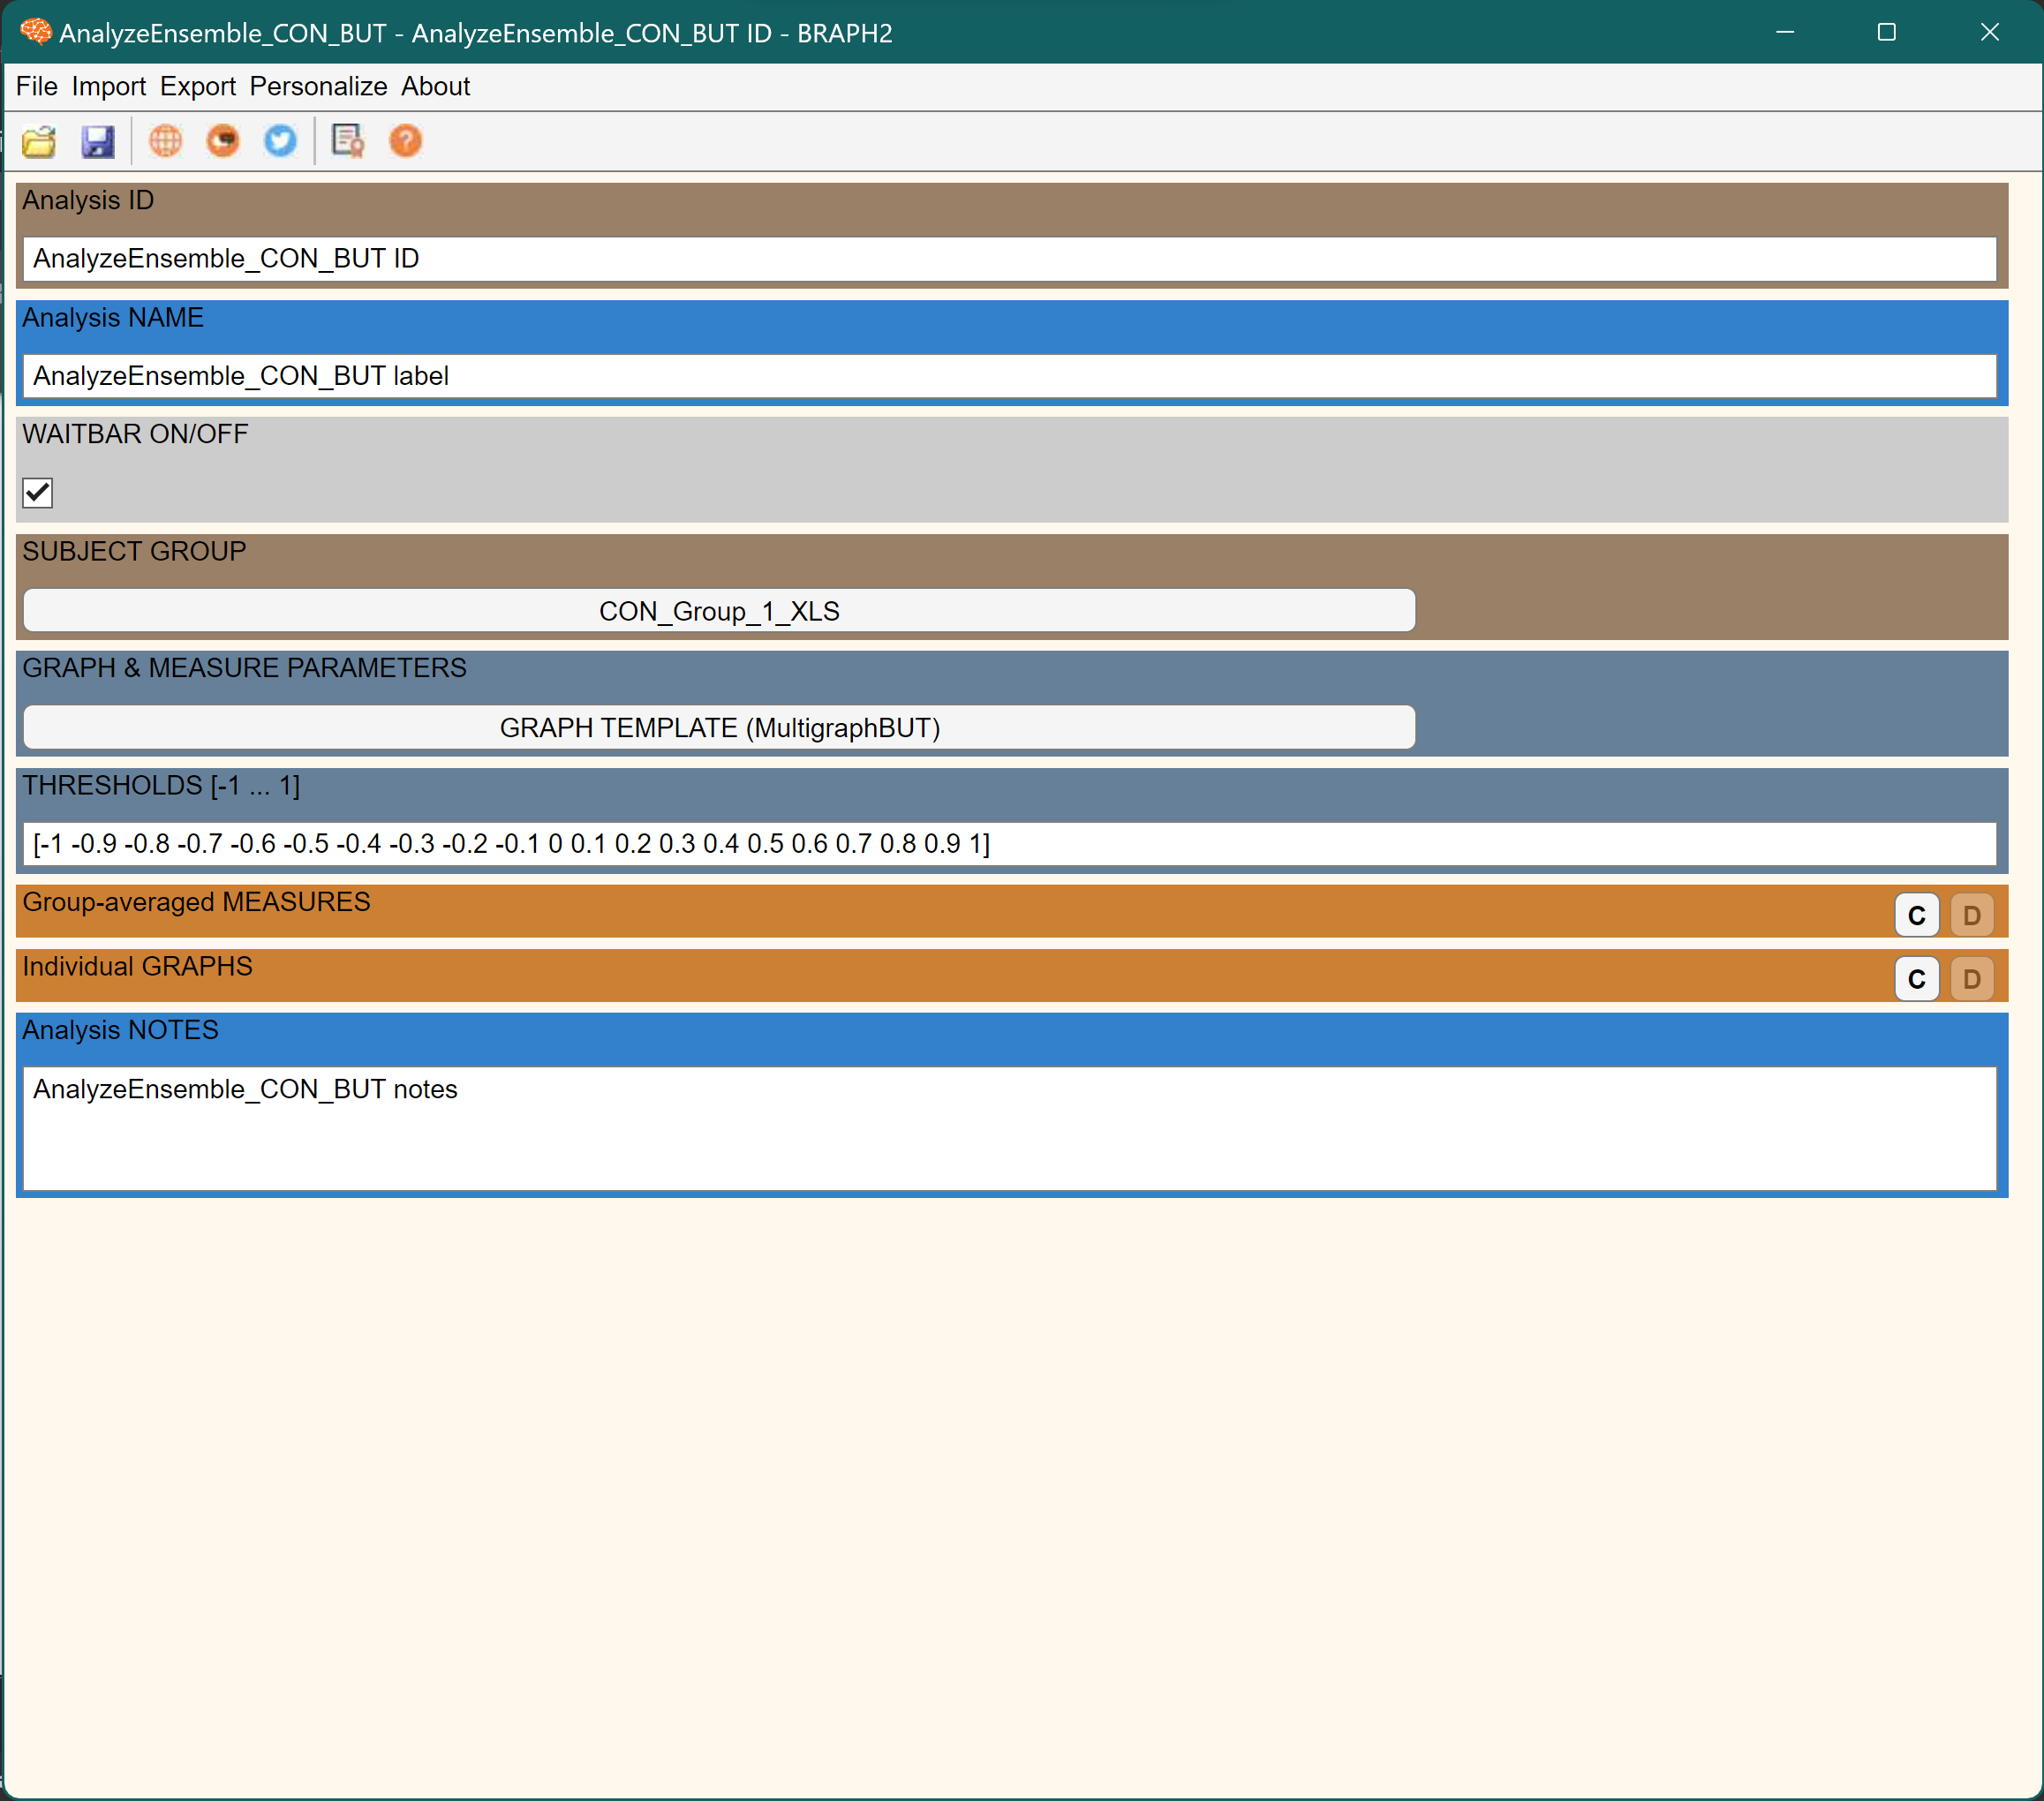 AnalyzeEnsemble_CON_BUT - AnalyzeEnsemble_CON_BUT ID - BRAPH2
File Import Export Personalize About
Analysis ID
AnalyzeEnsemble_CON_BUT ID
Analysis NAME
AnalyzeEnsemble_CON_BUT label
WAITBAR ON/OFF
SUBJECT GROUP
CON_Group_1_XLS
GRAPH & MEASURE PARAMETERS
GRAPH TEMPLATE (MultigraphBUT)
THRESHOLDS [-1 ... 1]
[-1 -0.9 -0.8 -0.7 -0.6 -0.5 -0.4 -0.3 -0.2 -0.1 0 0.1 0.2 0.3 0.4 0.5 0.6 0.7 0.8 0.9 1]
Group-averaged MEASURES C D
Individual GRAPHS C D
Analysis NOTES
AnalyzeEnsemble_CON_BUT notes